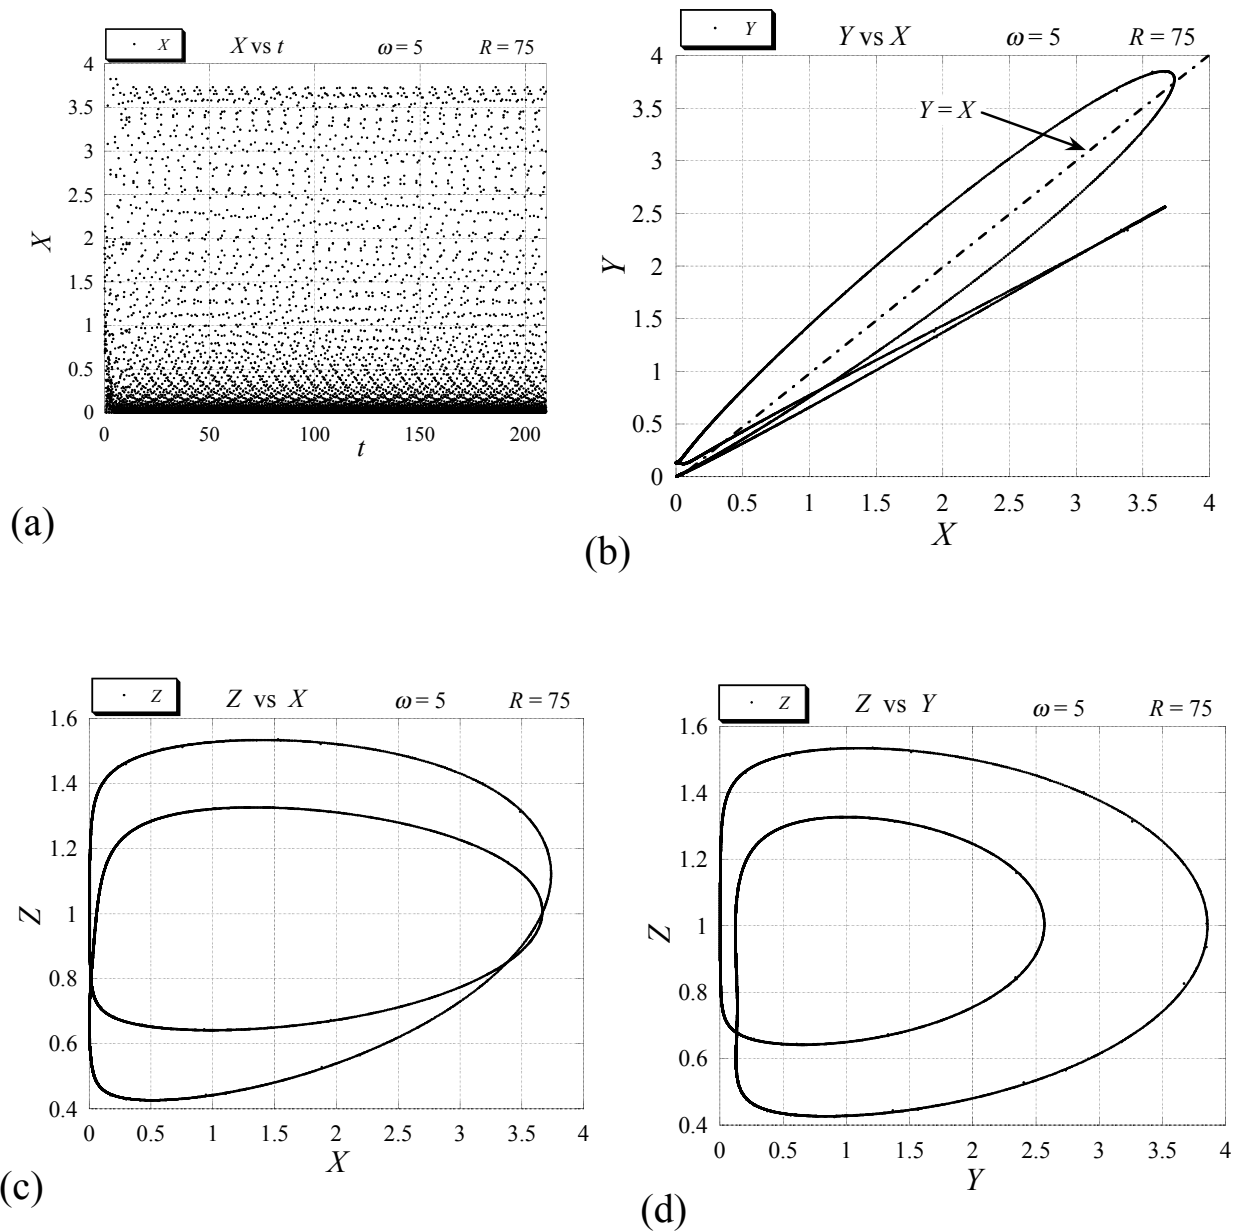 X X vs t ω = 5 R = 75
4
3.5
3
2.5
2
1.5
1
0.5
0
X
0 50 100 150 200
t
(a)
Y Y vs X ω = 5 R = 75
4
3.5
3
2.5
2
1.5
1
0.5
0
Y = X
Y
0 0.5 1 1.5 2 2.5 3 3.5 4
X
(b)
Z Z vs X ω = 5 R = 75
1.6
1.4
1.2
1
0.8
0.6
0.4
Z
0 0.5 1 1.5 2 2.5 3 3.5 4
X
(c)
Z Z vs Y ω = 5 R = 75
1.6
1.4
1.2
1
0.8
0.6
0.4
Z
0 0.5 1 1.5 2 2.5 3 3.5 4
Y
(d)